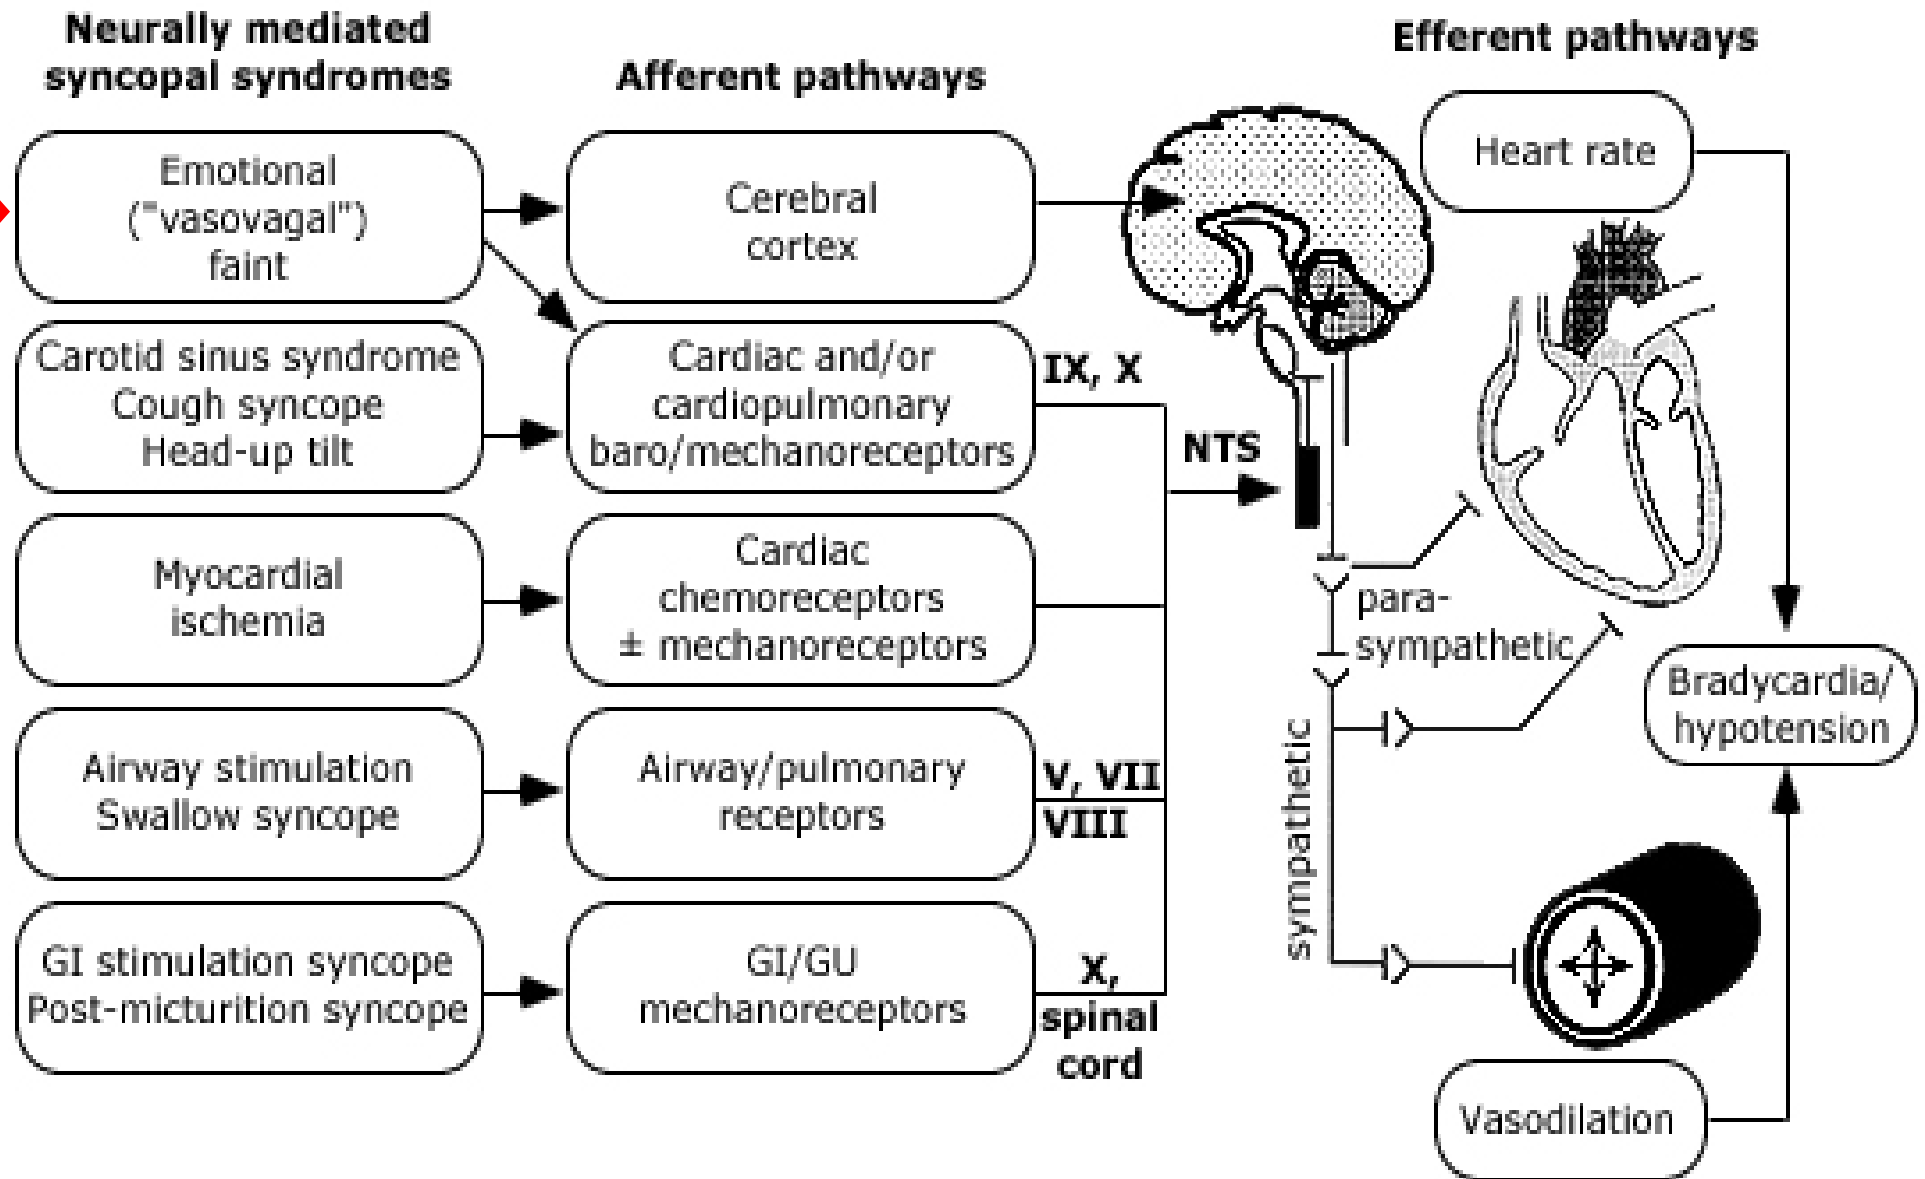 Neurally mediated
syncopal syndromes
Afferent pathways
Efferent pathways
Emotional
("vasovagal")
faint
Cerebral
cortex
Heart rate
Carotid sinus syndrome
Cough syncope
Head-up tilt
Cardiac and/or
cardiopulmonary
baro/mechanoreceptors
IX, X
NTS
Myocardial
ischemia
Cardiac
chemoreceptors
± mechanoreceptors
para-
sympathetic
Bradycardia/
hypotension
sympathetic
Airway stimulation
Swallow syncope
Airway/pulmonary
receptors
V, VII
VIII
GI stimulation syncope
Post-micturition syncope
GI/GU
mechanoreceptors
X,
spinal
cord
Vasodilation